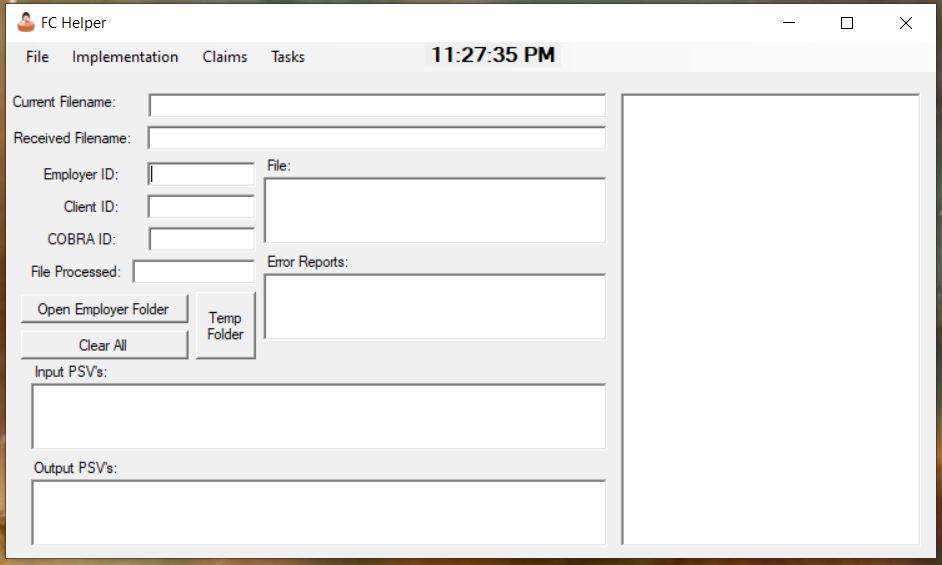 FC Helper
File Implementation Claims Tasks 11:27:35 PM
Current Filename:
Received Filename:
Employer ID:
File:
Client ID:
COBRA ID:
Error Reports:
File Processed:
Open Employer Folder
Temp
Folder
Clear All
Input PSV's:
Output PSV's: